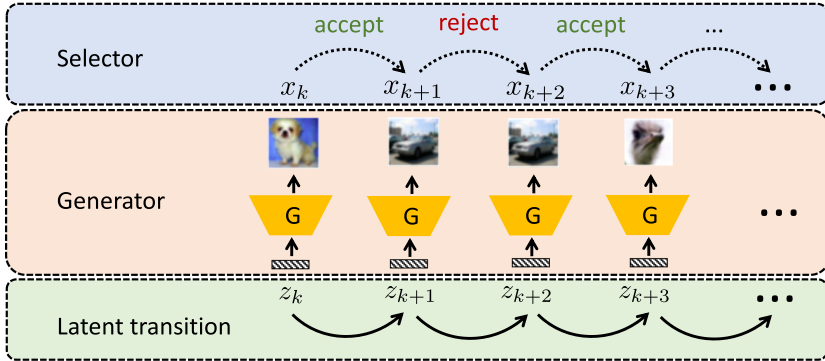 accept reject accept ...
Selector
x_k x_{k+1} x_{k+2} x_{k+3} ...
Generator
G G G G ...
z_k z_{k+1} z_{k+2} z_{k+3} ...
Latent transition